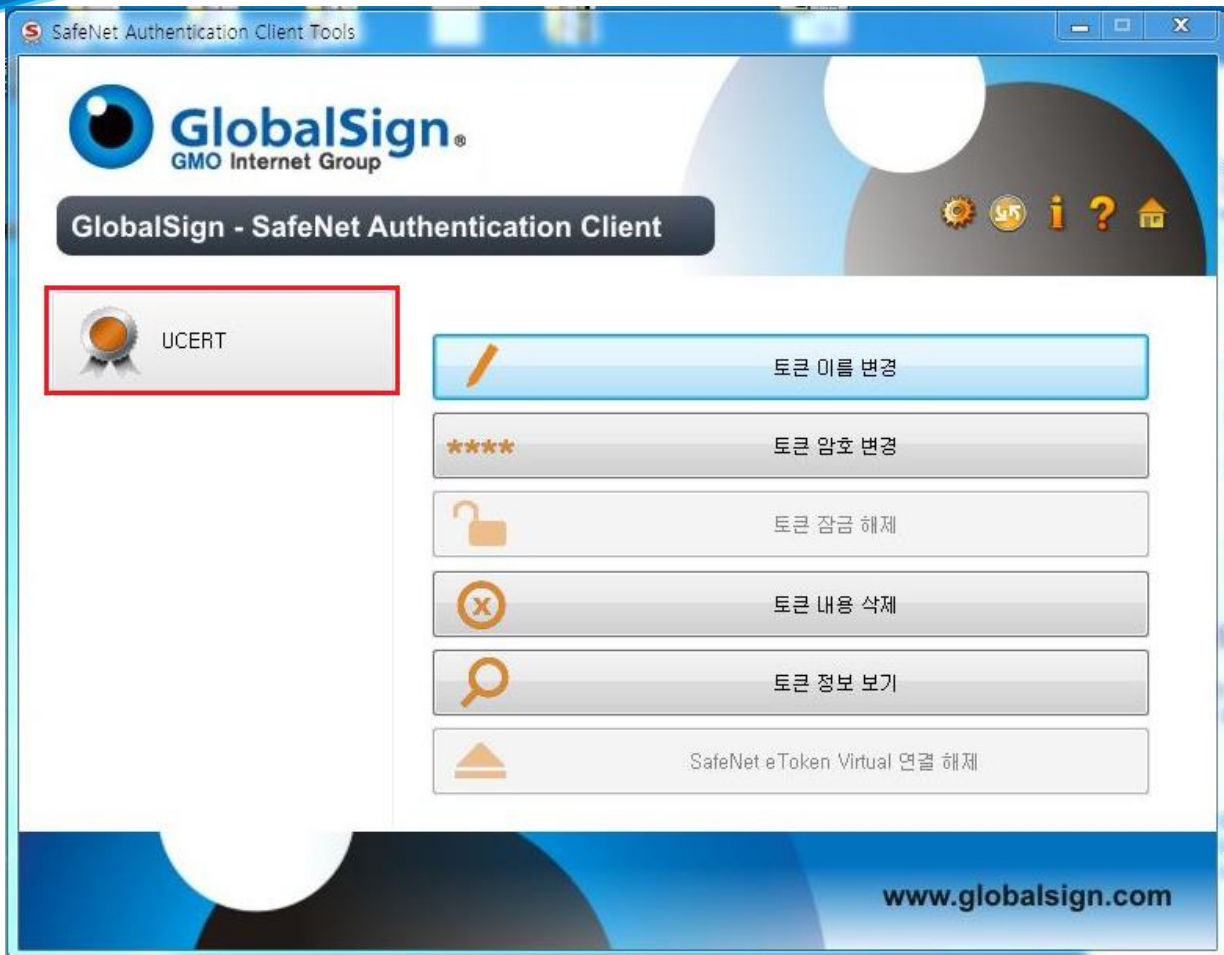 SafeNet Authentication Client Tools
GlobalSign®
GMO Internet Group
GlobalSign - SafeNet Authentication Client
UCERT
토큰 이름 변경
**** 토큰 암호 변경
토큰 잠금 해제
토큰 내용 삭제
토큰 정보 보기
SafeNet eToken Virtual 연결 해제
www.globalsign.com